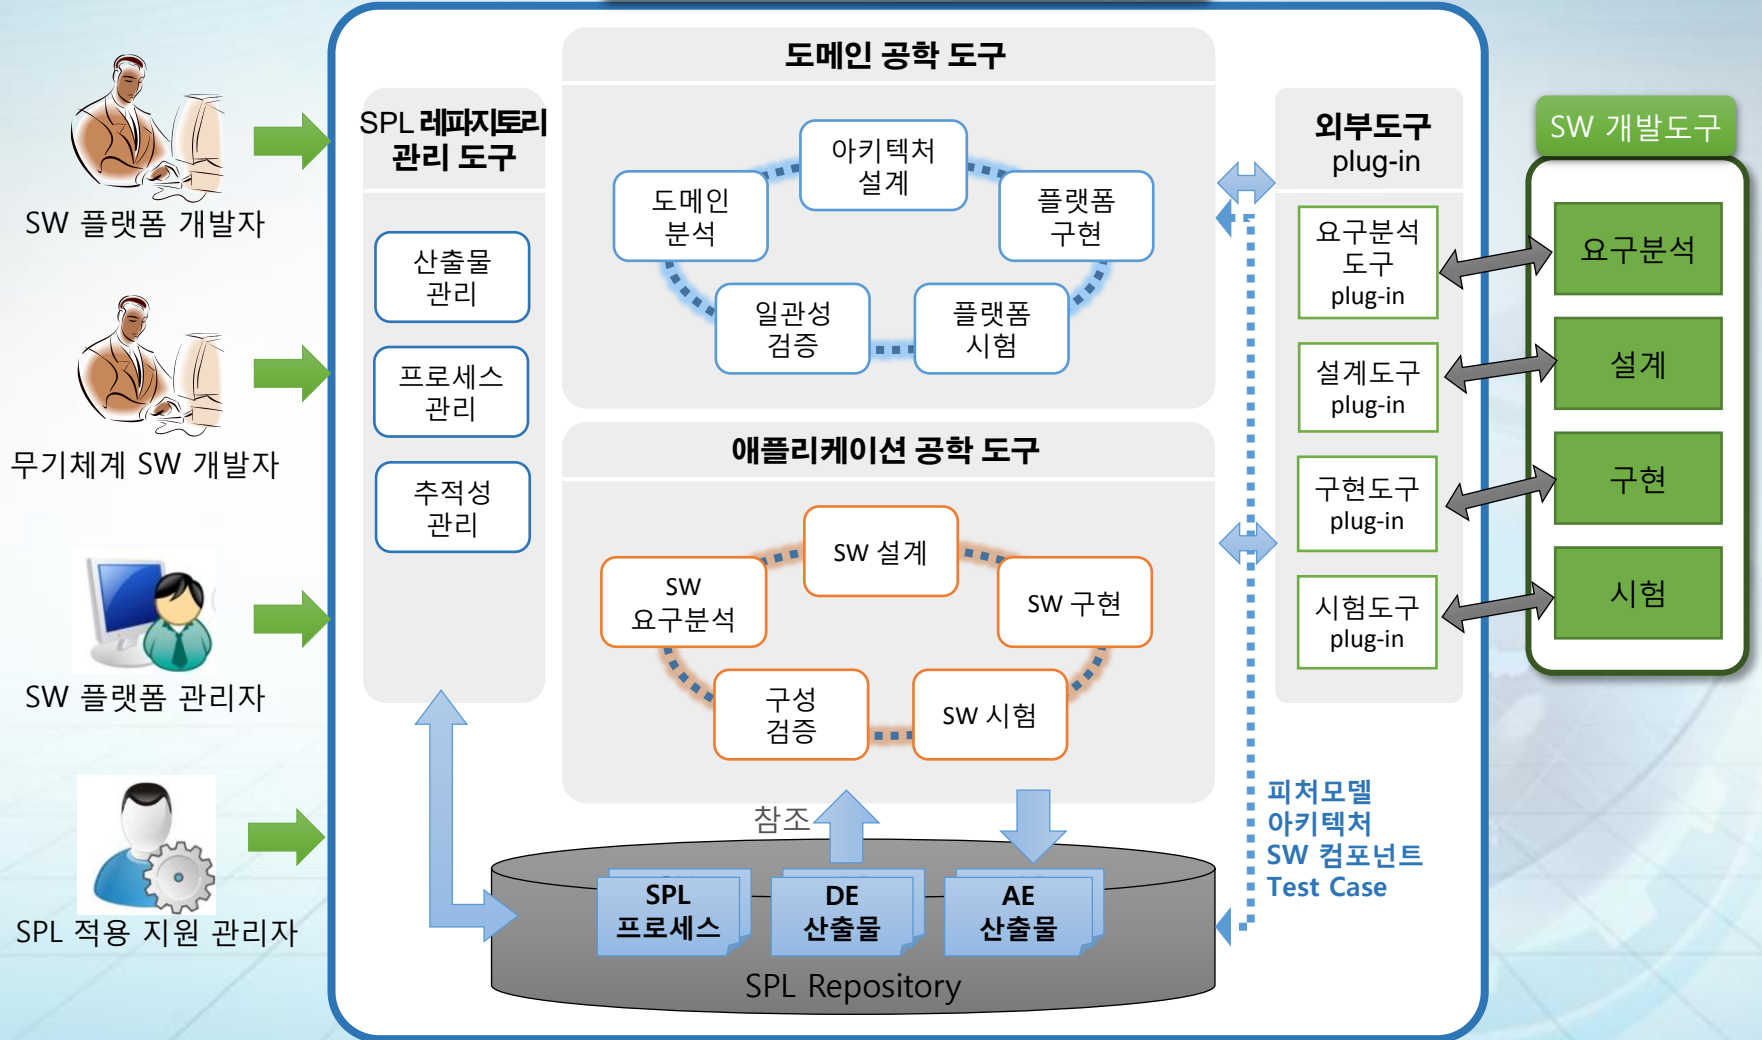 도메인 공학 도구
SPL 레파지토리
관리 도구
외부도구
plug-in
SW 개발도구
아키텍처
설계
도메인
분석
플랫폼
구현
일관성
검증
플랫폼
시험
SW 플랫폼 개발자
무기체계 SW 개발자
SW 플랫폼 관리자
SPL 적용 지원 관리자
산출물
관리
프로세스
관리
추적성
관리
요구분석
도구
plug-in
설계도구
plug-in
구현도구
plug-in
시험도구
plug-in
요구분석
설계
구현
시험
애플리케이션 공학 도구
SW 설계
SW
요구분석
SW 구현
구성
검증
SW 시험
참조
피처모델
아키텍처
SW 컴포넌트
Test Case
SPL
프로세스
DE
산출물
AE
산출물
SPL Repository